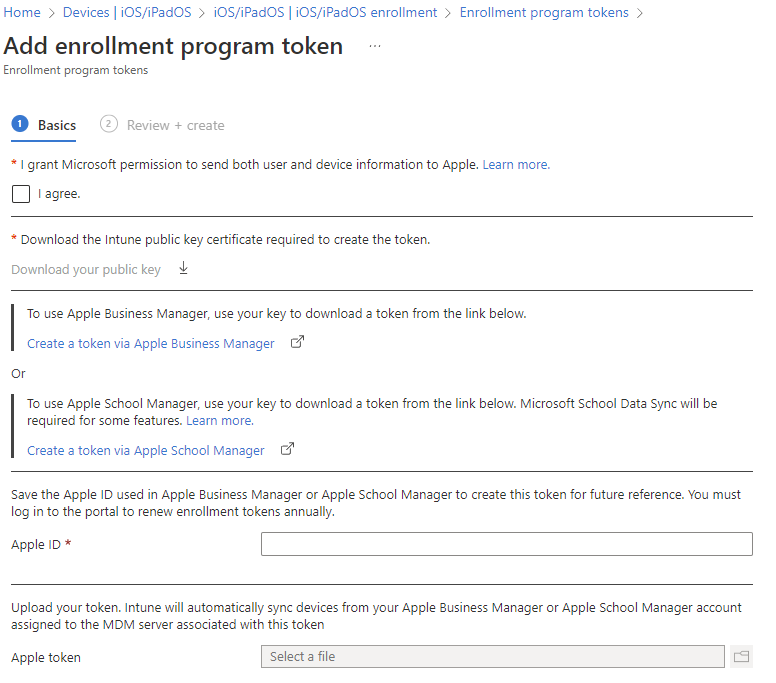 Home > Devices | iOS/iPadOS > iOS/iPadOS | iOS/iPadOS enrollment > Enrollment program tokens >
Add enrollment program token ...
Enrollment program tokens
1 Basics 2 Review + create
* I grant Microsoft permission to send both user and device information to Apple. Learn more.
I agree.
* Download the Intune public key certificate required to create the token.
Download your public key
To use Apple Business Manager, use your key to download a token from the link below.
Create a token via Apple Business Manager
Or
To use Apple School Manager, use your key to download a token from the link below. Microsoft School Data Sync will be
required for some features. Learn more.
Create a token via Apple School Manager
Save the Apple ID used in Apple Business Manager or Apple School Manager to create this token for future reference. You must
log in to the portal to renew enrollment tokens annually.
Apple ID *
Upload your token. Intune will automatically sync devices from your Apple Business Manager or Apple School Manager account
assigned to the MDM server associated with this token
Apple token Select a file